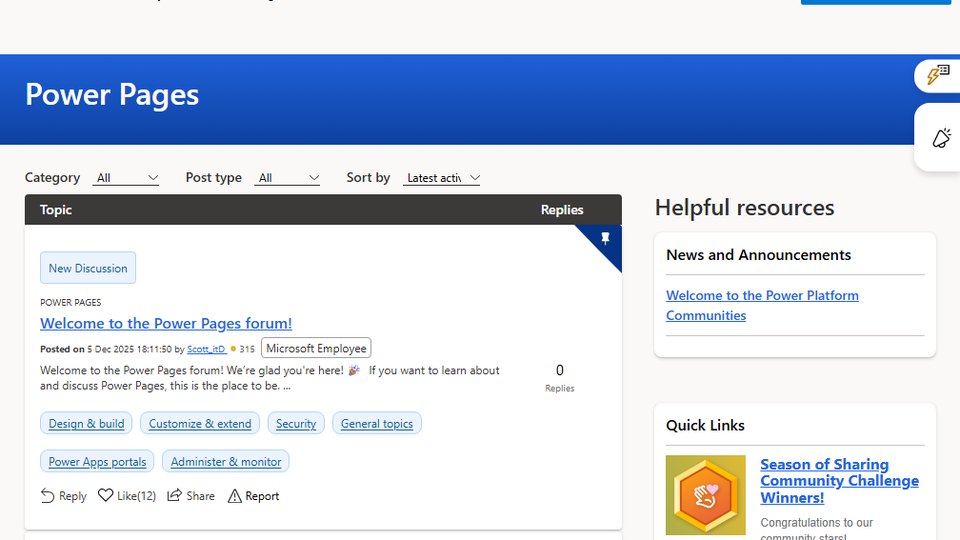 Power Pages
Category All Post type All Sort by Latest activ
Topic Replies
New Discussion
POWER PAGES
Welcome to the Power Pages forum!
Posted on 5 Dec 2025 18:11:50 by Scott_itD 315 Microsoft Employee
Welcome to the Power Pages forum! We're glad you're here! 🎉 If you want to learn about
and discuss Power Pages, this is the place to be. ...
0
Replies
Design & build Customize & extend Security General topics
Power Apps portals Administer & monitor
Reply Like(12) Share Report
Helpful resources
News and Announcements
Welcome to the Power Platform
Communities
Quick Links
Season of Sharing
Community Challenge
Winners!
Congratulations to our
community stars!